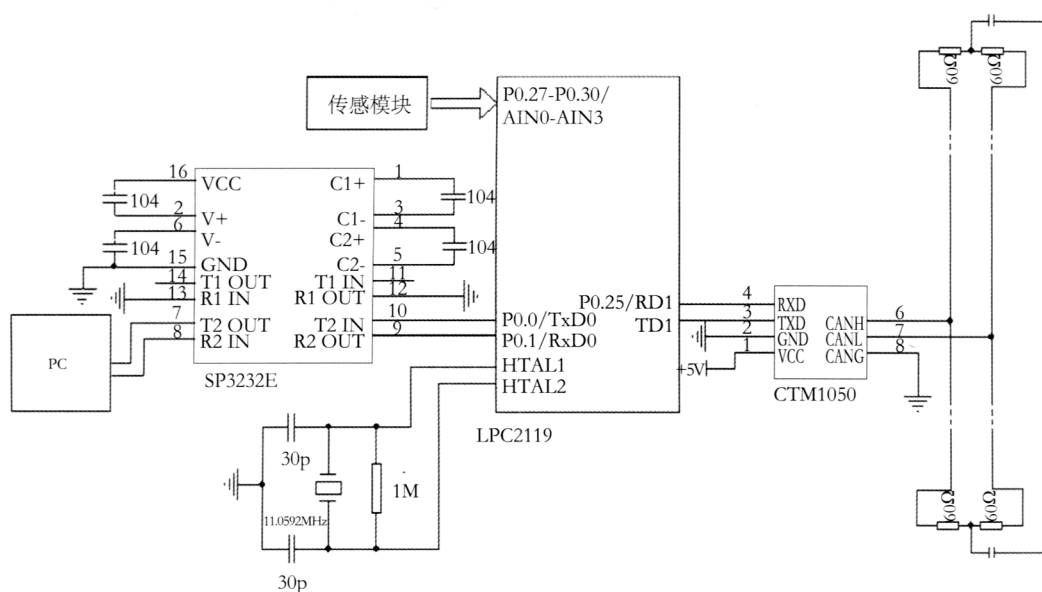 传感模块
P0.27-P0.30/
AIN0-AIN3
16
VCC
104
2
V+
6
V-
104
15
GND
14
T1 OUT
13
R1 IN
7
T2 OUT
8
R2 IN
1
C1+
104
3
C1-
4
C2+
104
5
C2-
11
T1 IN
12
R1 OUT
10
T2 IN
9
R2 OUT
SP3232E
PC
P0.0/TxD0
P0.1/RxD0
HTAL1
HTAL2
P0.25/RD1
TD1
LPC2119
4
RXD
3
TXD
2
GND
1
VCC
+5V
6
CANH
7
CANL
8
CANG
CTM1050
30p
11.0592MHz
1M
30p
60Ω
60Ω
60Ω
60Ω